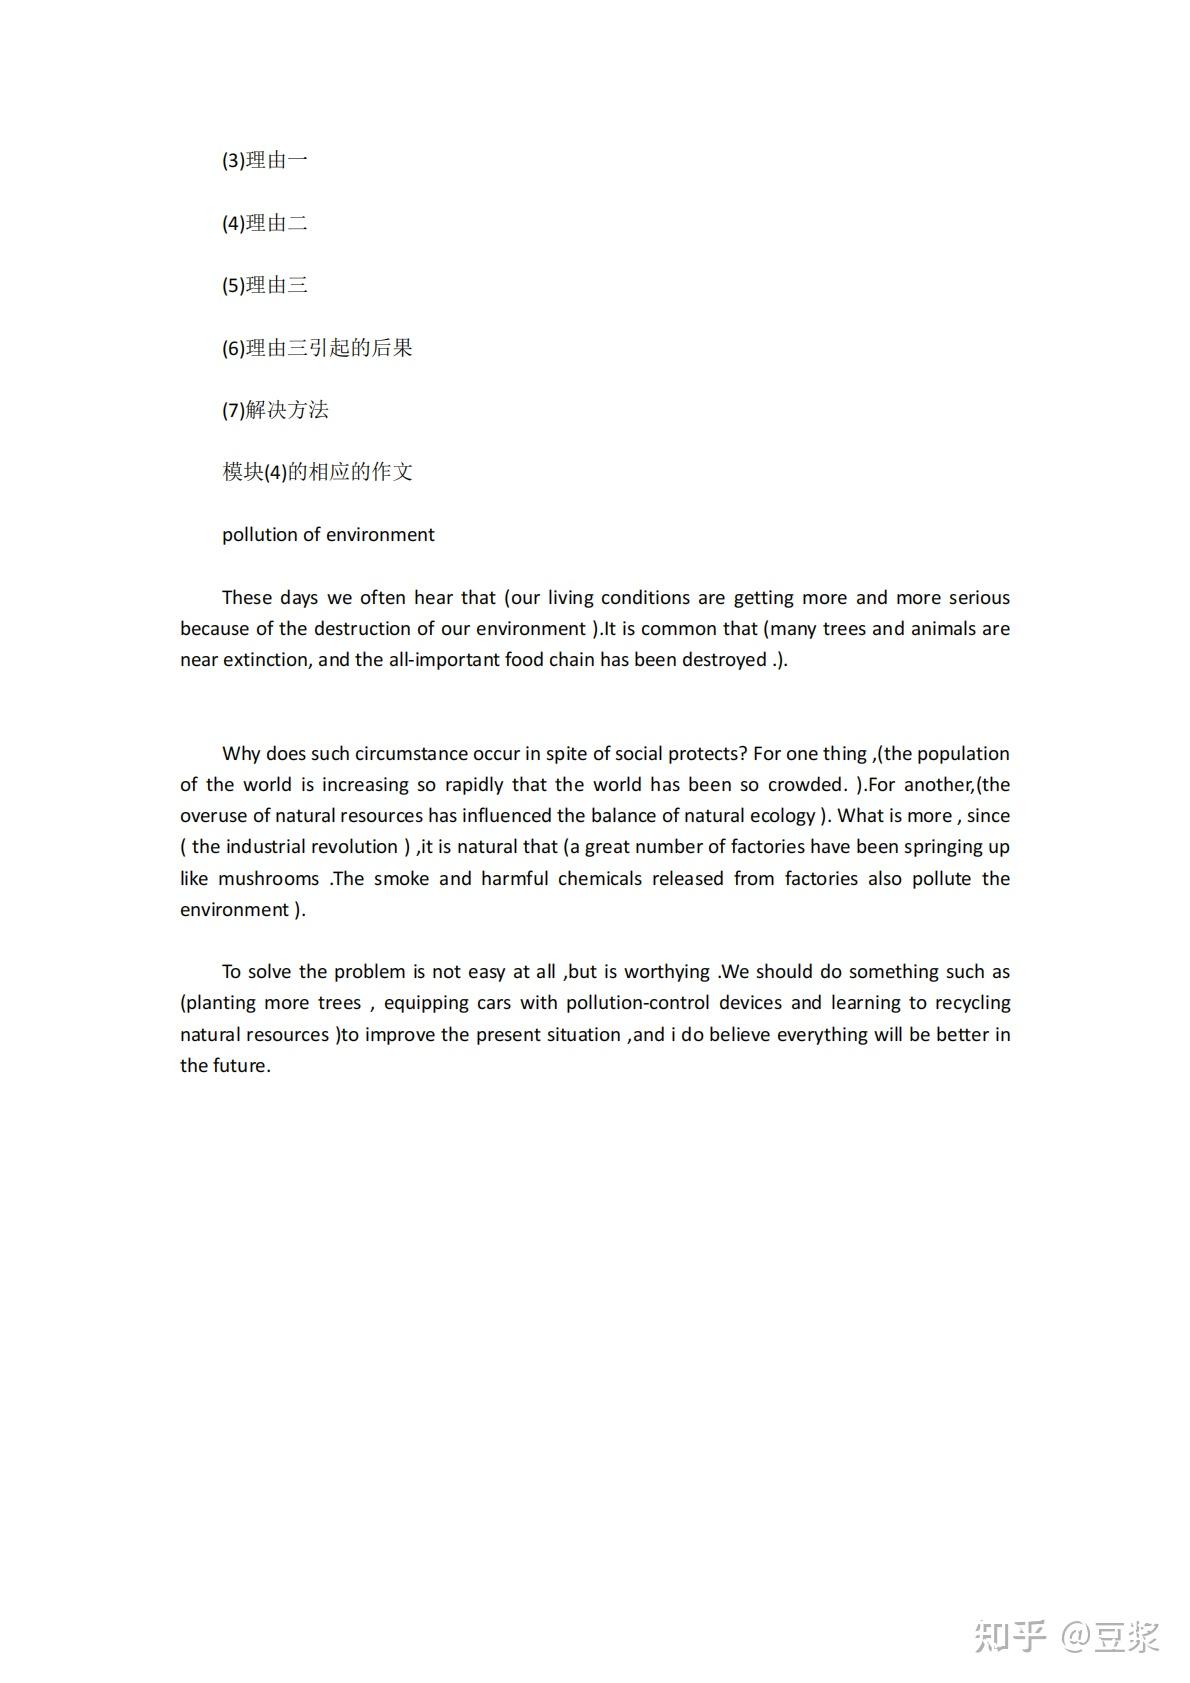 (3)理由一
(4)理由二
(5)理由三
(6)理由三引起的后果
(7)解决方法
模块(4)的相应的作文
pollution of environment
These days we often hear that (our living conditions are getting more and more serious
because of the destruction of our environment ).It is common that (many trees and animals are
near extinction, and the all-important food chain has been destroyed .).
Why does such circumstance occur in spite of social protects? For one thing ,(the population
of the world is increasing so rapidly that the world has been so crowded. ).For another,(the
overuse of natural resources has influenced the balance of natural ecology ). What is more , since
( the industrial revolution ) ,it is natural that (a great number of factories have been springing up
like mushrooms .The smoke and harmful chemicals released from factories also pollute the
environment ).
To solve the problem is not easy at all ,but is worthying .We should do something such as
(planting more trees , equipping cars with pollution-control devices and learning to recycling
natural resources )to improve the present situation ,and i do believe everything will be better in
the future.
知乎 @豆浆